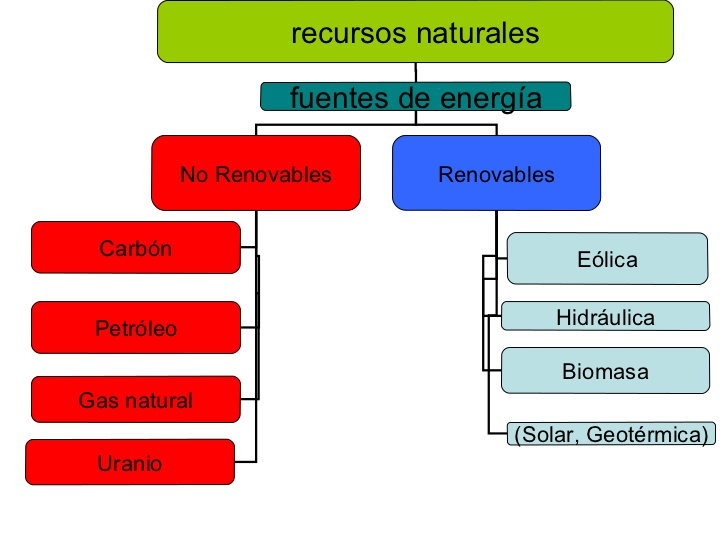 recursos naturales
fuentes de energía
No Renovables
Renovables
Carbón
Petróleo
Gas natural
Uranio
Eólica
Hidráulica
Biomasa
(Solar, Geotérmica)